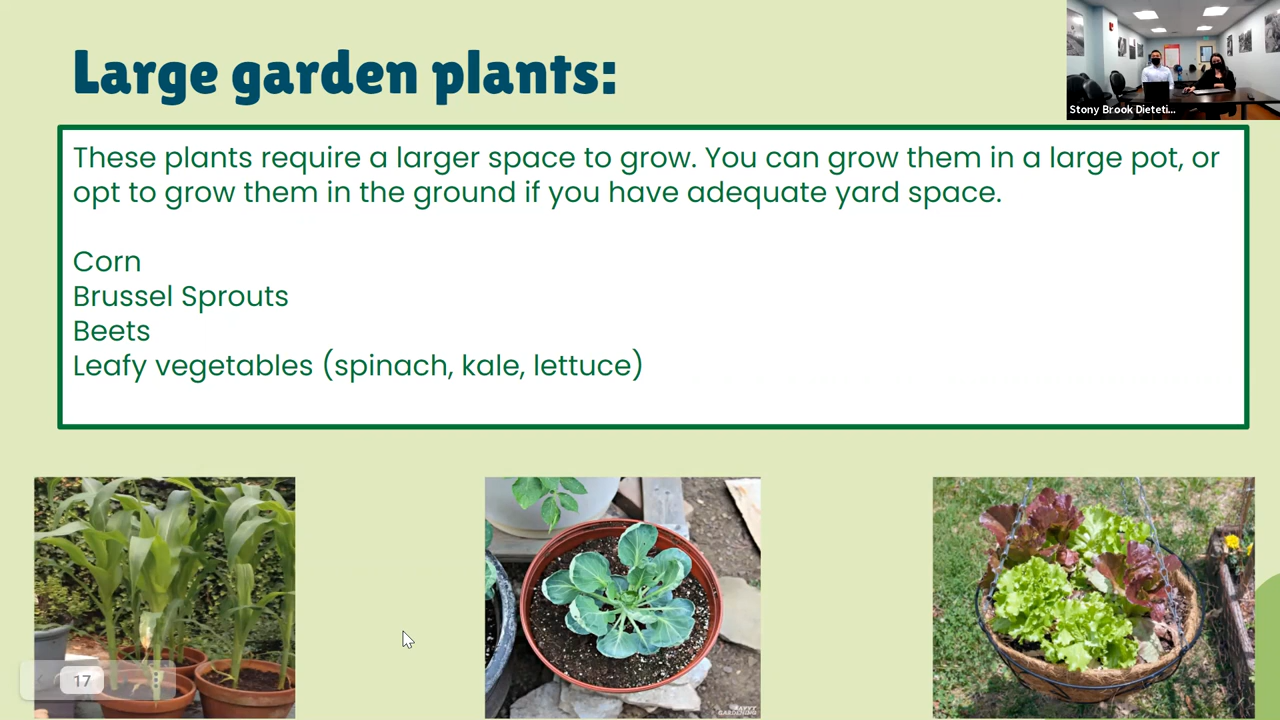 Large garden plants:
Stony Brook Dieteti...
These plants require a larger space to grow. You can grow them in a large pot, or
opt to grow them in the ground if you have adequate yard space.
Corn
Brussel Sprouts
Beets
Leafy vegetables (spinach, kale, lettuce)
17
SAVVY
GARDENING